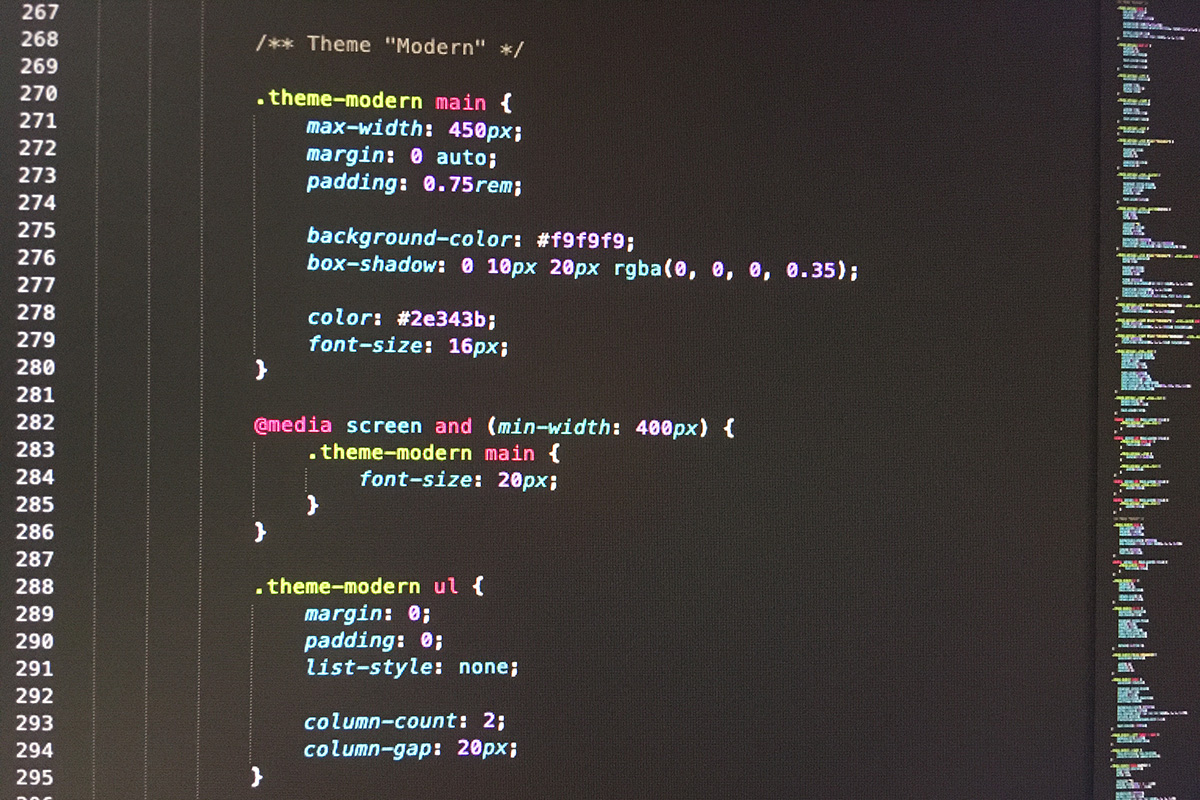 267
268 /** Theme "Modern" */
269
270 .theme-modern main {
271 max-width: 450px;
272 margin: 0 auto;
273 padding: 0.75rem;
274
275 background-color: #f9f9f9;
276 box-shadow: 0 10px 20px rgba(0, 0, 0, 0.35);
277
278 color: #2e343b;
279 font-size: 16px;
280 }
281
282 @media screen and (min-width: 400px) {
283 .theme-modern main {
284 font-size: 20px;
285 }
286 }
287
288 .theme-modern ul {
289 margin: 0;
290 padding: 0;
291 list-style: none;
292
293 column-count: 2;
294 column-gap: 20px;
295 }